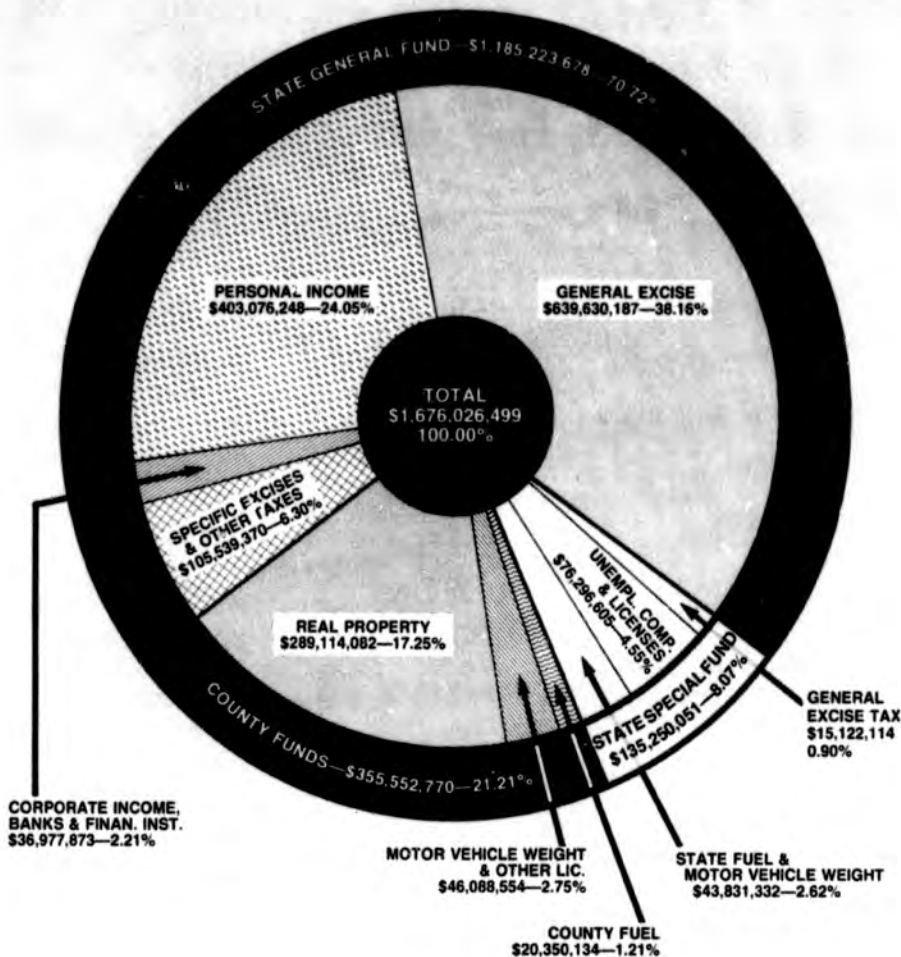 STATE GENERAL FUND—$1.185.223.678—70.72°
PERSONAL INCOME
$403,076,248—24.05%
GENERAL EXCISE
$639,630,187—38.16%
TOTAL
$1,676,026,499
100.00°₀
SPECIFIC EXCISES
& OTHER TAXES
$105,539,370—6.30%
UNEMPL. COMP.
& LICENSES.
$76,296,605—4.55%
REAL PROPERTY
$289,114,082—17.25%
STATE SPECIAL FUND
$135,250,051—8.07%
COUNTY FUNDS—$355.552.770—21.21°₀
GENERAL
EXCISE TAX
$15,122,114
0.90%
CORPORATE INCOME,
BANKS & FINAN. INST.
$36,977,873—2.21%
MOTOR VEHICLE WEIGHT
& OTHER LIC.
$46,088,554—2.75%
STATE FUEL &
MOTOR VEHICLE WEIGHT
$43,831,332—2.62%
COUNTY FUEL
$20,350,134—1.21%